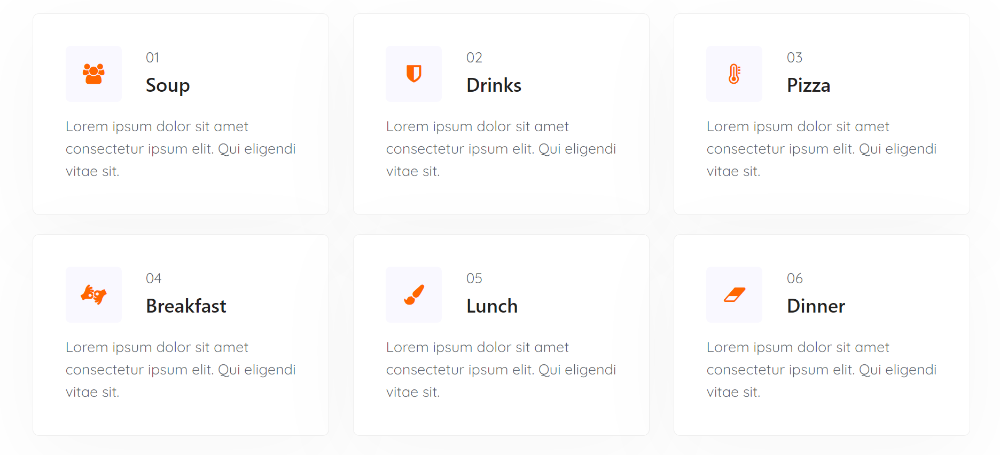 01
Soup
Lorem ipsum dolor sit amet
consectetur ipsum elit. Qui eligendi
vitae sit.
02
Drinks
Lorem ipsum dolor sit amet
consectetur ipsum elit. Qui eligendi
vitae sit.
03
Pizza
Lorem ipsum dolor sit amet
consectetur ipsum elit. Qui eligendi
vitae sit.
04
Breakfast
Lorem ipsum dolor sit amet
consectetur ipsum elit. Qui eligendi
vitae sit.
05
Lunch
Lorem ipsum dolor sit amet
consectetur ipsum elit. Qui eligendi
vitae sit.
06
Dinner
Lorem ipsum dolor sit amet
consectetur ipsum elit. Qui eligendi
vitae sit.